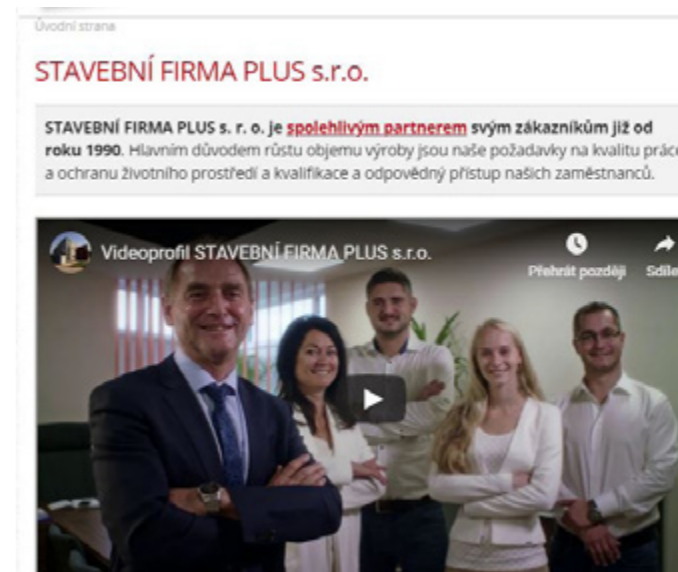 Úvodní strana
STAVEBNÍ FIRMA PLUS s.r.o.
STAVEBNÍ FIRMA PLUS s. r. o. je spolehlivým partnerem svým zákazníkům již od
roku 1990. Hlavním důvodem růstu objemu výroby jsou naše požadavky na kvalitu práce
a ochranu životního prostředí a kvalifikace a odpovědný přístup našich zaměstnanců.
Videoprofil STAVEBNÍ FIRMA PLUS s.r.o.
Přehrát později
Sdíle